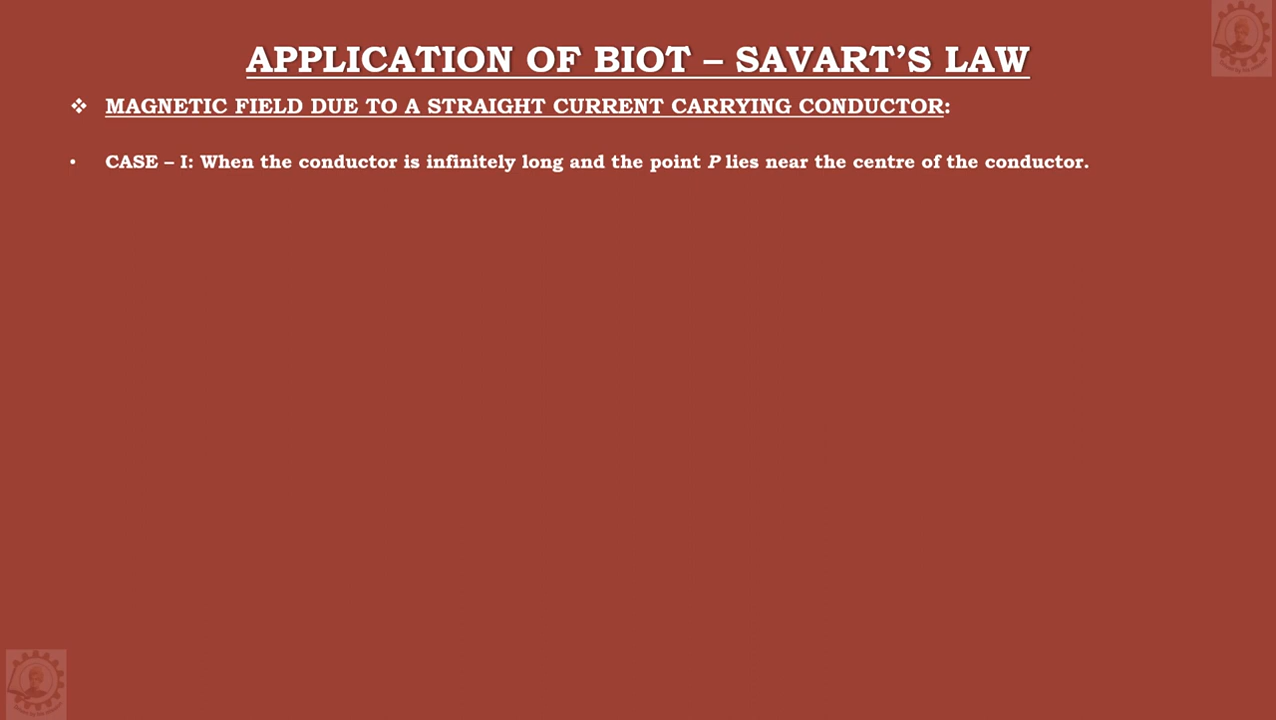 APPLICATION OF BIOT – SAVART’S LAW
❖ MAGNETIC FIELD DUE TO A STRAIGHT CURRENT CARRYING CONDUCTOR:
• CASE – I: When the conductor is infinitely long and the point P lies near the centre of the conductor.